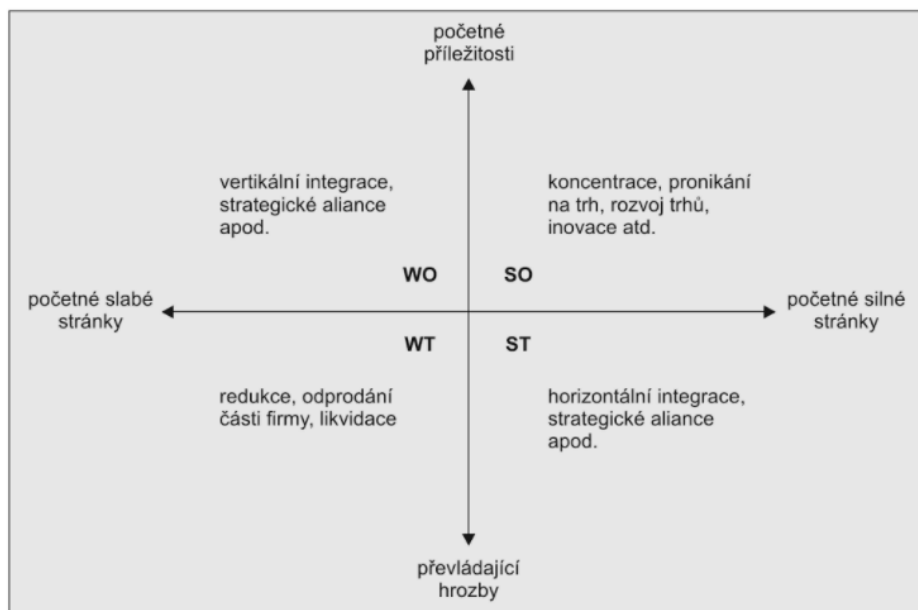 početné
příležitosti
vertikální integrace,
strategické aliance
apod.
koncentrace, pronikání
na trh, rozvoj trhů,
inovace atd.
WO
SO
početné slabé
stránky
početné silné
stránky
WT
ST
redukce, odprodání
části firmy, likvidace
horizontální integrace,
strategické aliance
apod.
převládající
hrozby